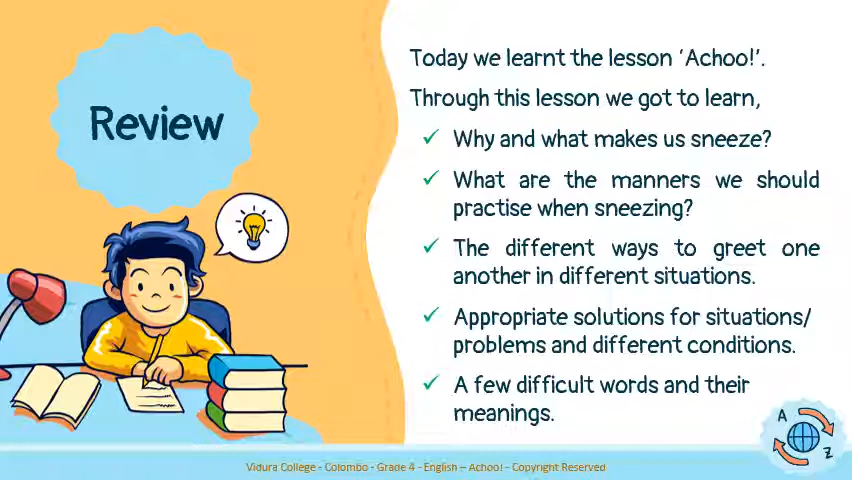 Review
Today we learnt the lesson ‘Achoo!’.
Through this lesson we got to learn,
✓ Why and what makes us sneeze?
✓ What are the manners we should
practise when sneezing?
✓ The different ways to greet one
another in different situations.
✓ Appropriate solutions for situations/
problems and different conditions.
✓ A few difficult words and their
meanings.
A
Z
Vidura College - Colombo - Grade 4 - English – Achoo! - Copyright Reserved